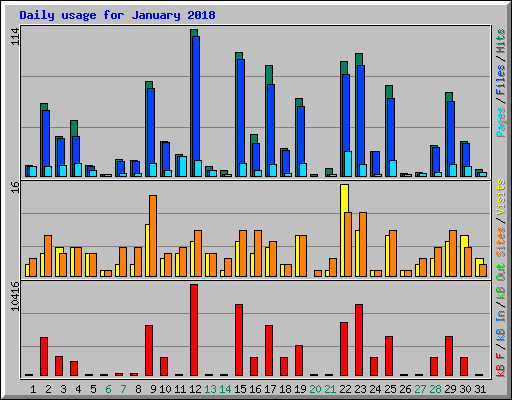 Daily usage for January 2018
114
Pages / Files / Hits
16
Sites / Visits
10416
kB F / kB In / kB Out
1 2 3 4 5 6 7 8 9 10 11 12 13 14 15 16 17 18 19 20 21 22 23 24 25 26 27 28 29 30 31